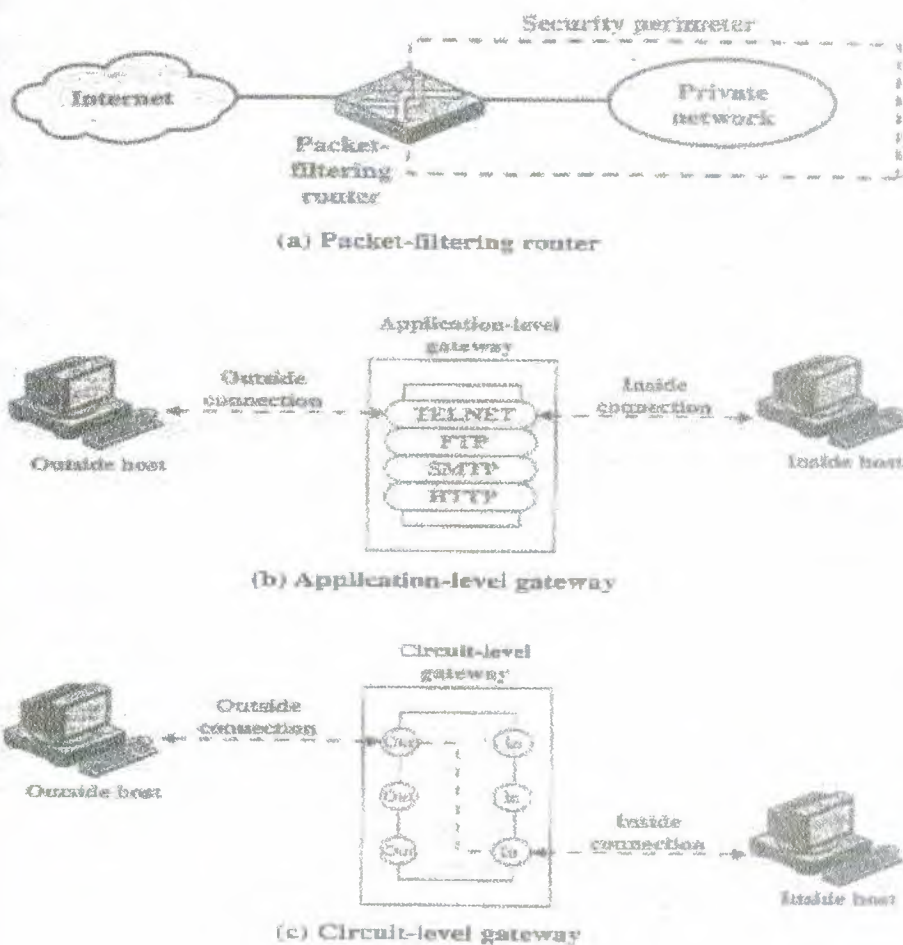 Security perimeter
Internet
Private
network
Packet-
filtering
router
(a) Packet-filtering router
Application-level
gateway
Outside
connection
Inside
connection
TELNET
FTP
SMTP
HTTP
Outside host
Inside host
(b) Application-level gateway
Circuit-level
gateway
Outside
connection
Out
In
Outside host
Out
In
Out
In
Inside
connection
Inside host
(c) Circuit-level gateway